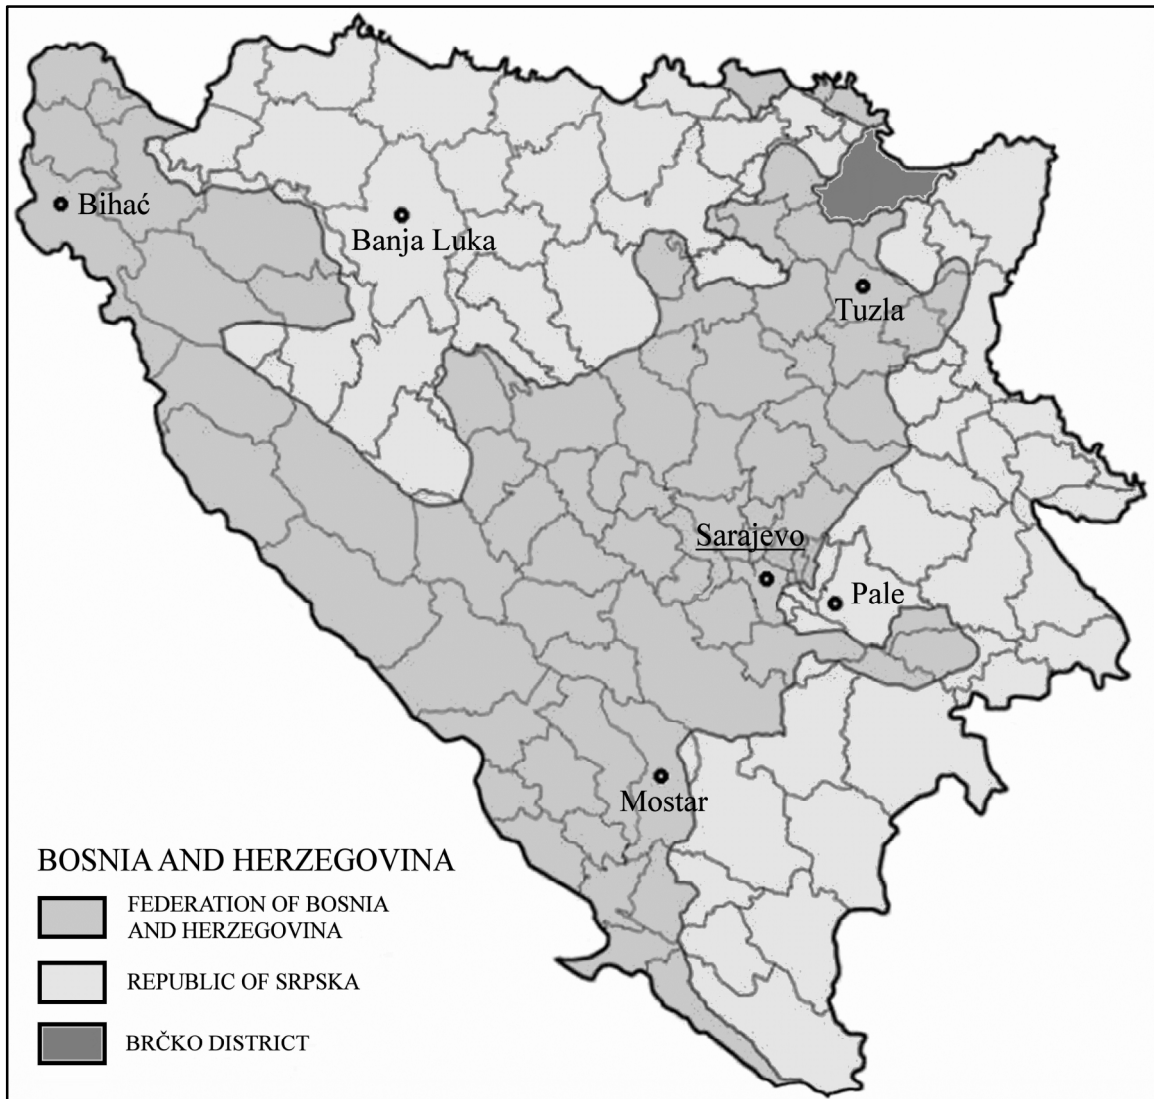 Bihać
Banja Luka
Tuzla
Sarajevo
Pale
Mostar
BOSNIA AND HERZEGOVINA
FEDERATION OF BOSNIA
AND HERZEGOVINA
REPUBLIC OF SRPSKA
BRČKO DISTRICT